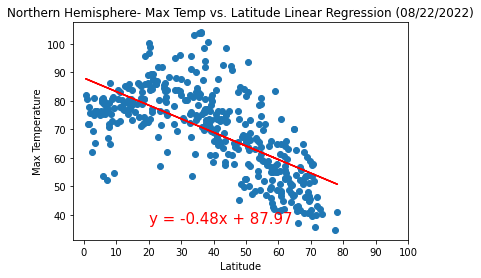 Northern Hemisphere- Max Temp vs. Latitude Linear Regression (08/22/2022)
100
90
80
70
60
50
40
Max Temperature
y = -0.48x + 87.97
0 10 20 30 40 50 60 70 80 90 100
Latitude